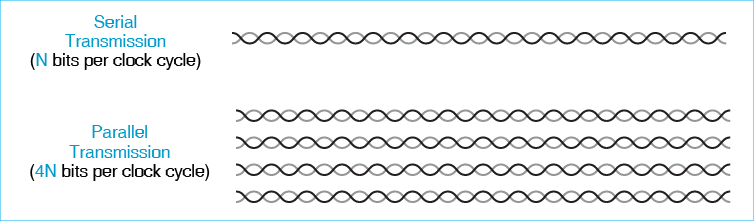 Serial
Transmission
(N bits per clock cycle)
Parallel
Transmission
(4N bits per clock cycle)